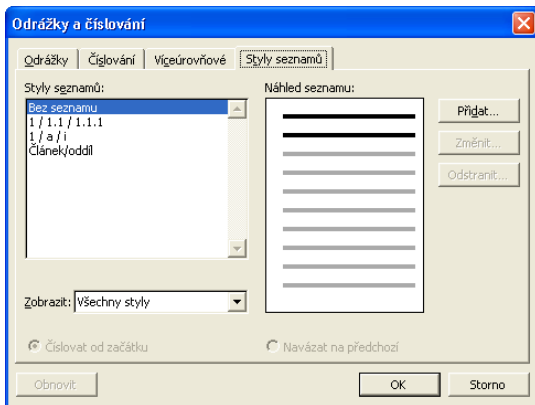 Odrážky a číslování
Odrážky Číslování Víceúrovňové Styly seznamů
Styly seznamů: Náhled seznamu:
Bez seznamu
1 / 1.1 / 1.1.1
1 / a / i
Článek/oddíl
Přidat...
Změnit...
Odstranit...
Zobrazit: Všechny styly
Číslovat od začátku Navázat na předchozí
Obnovit OK Storno